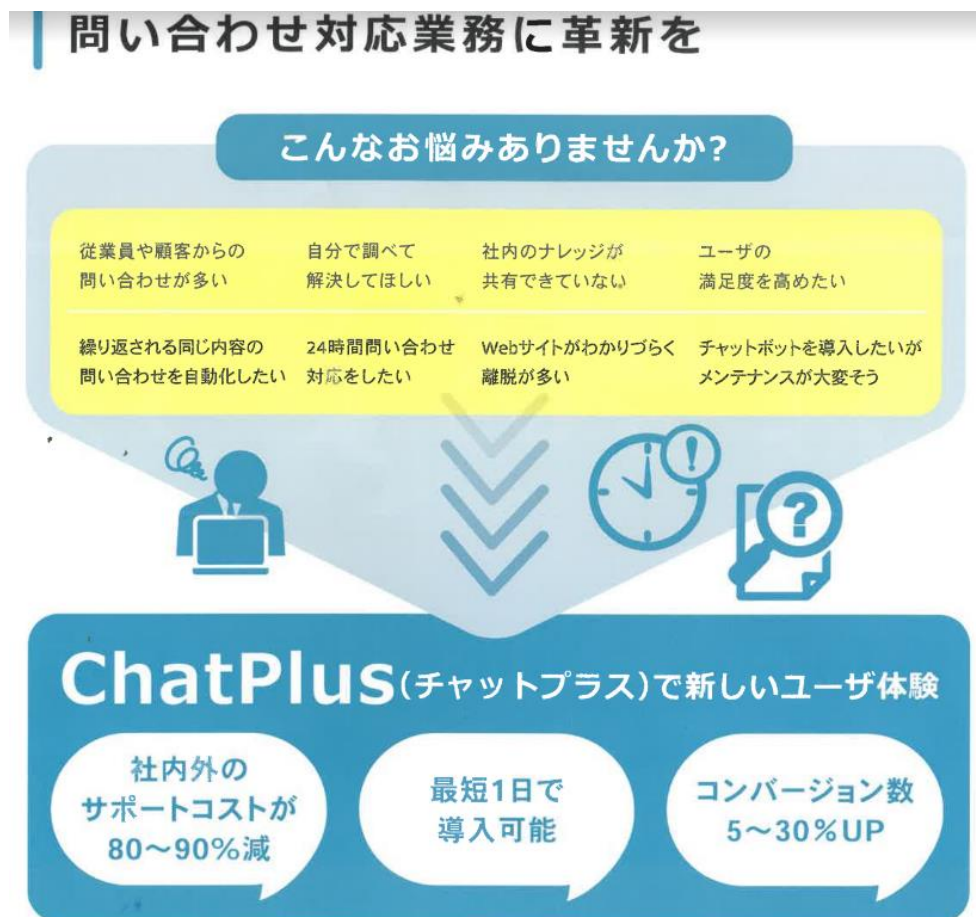 問い合わせ対応業務に革新を
こんなお悩みありませんか?
従業員や顧客からの
問い合わせが多い
自分で調べて
解決してほしい
社内のナレッジが
共有できていない
ユーザの
満足度を高めたい
繰り返される同じ内容の
問い合わせを自動化したい
24時間問い合わせ
対応をしたい
Webサイトがわかりづらく
離脱が多い
チャットボットを導入したいが
メンテナンスが大変そう
ChatPlus(チャットプラス)で新しいユーザ体験
社内外の
サポートコストが
80〜90%減
最短1日で
導入可能
コンバージョン数
5〜30%UP